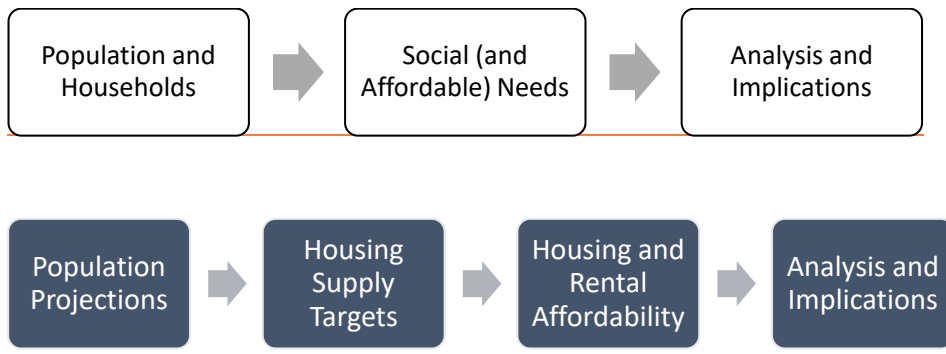 Population and
Households
Social (and
Affordable) Needs
Analysis and
Implications
Population
Projections
Housing
Supply
Targets
Housing and
Rental
Affordability
Analysis and
Implications